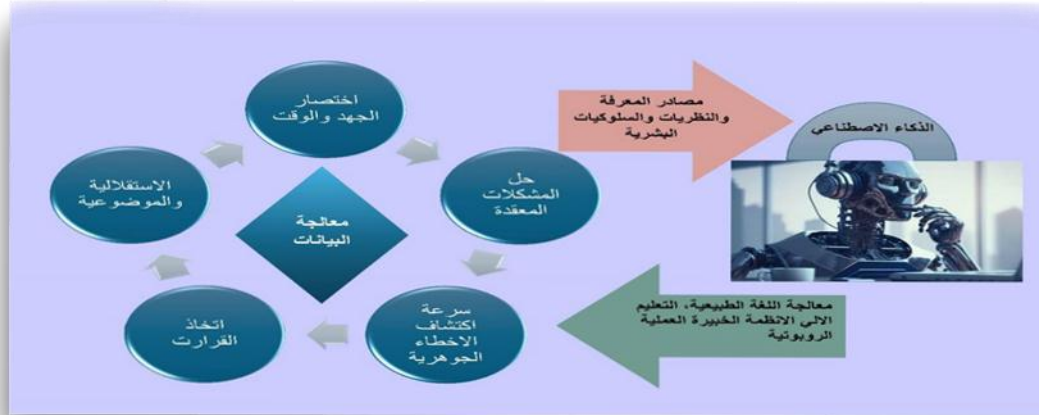 اختصار
الجهد والوقت
حل
المشكلات
المعقدة
سرعة
اكتشاف
الاخطاء
الجوهرية
اتخاذ
القرارت
الاستقلالية
والموضوعية
معالجة
البيانات
مصادر المعرفة
والنظريات والسلوكيات
البشرية
الذكاء الاصطناعي
معالجة اللغة الطبيعية، التعليم
الالي الانظمة الخبيرة العملية
الروبوتية